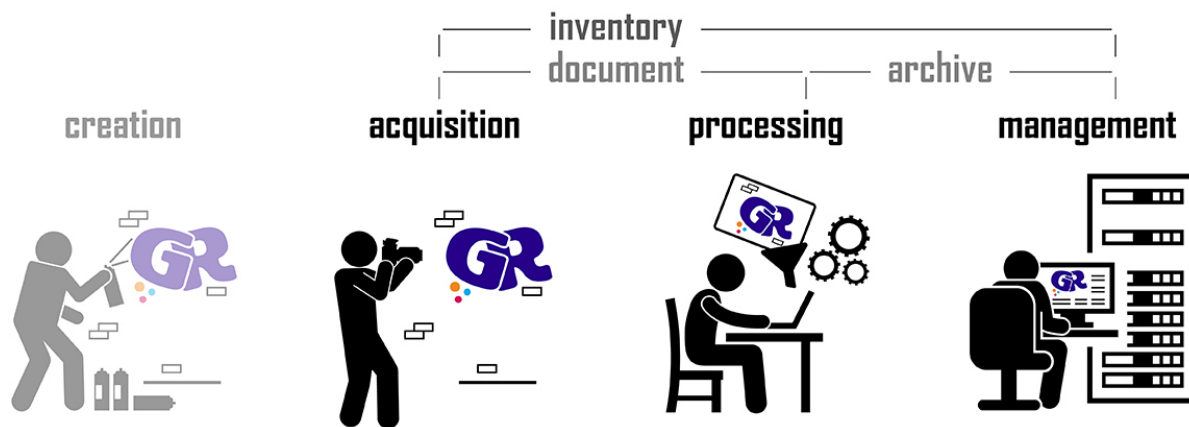 inventory
document archive
creation acquisition processing management
GR GR GR GR